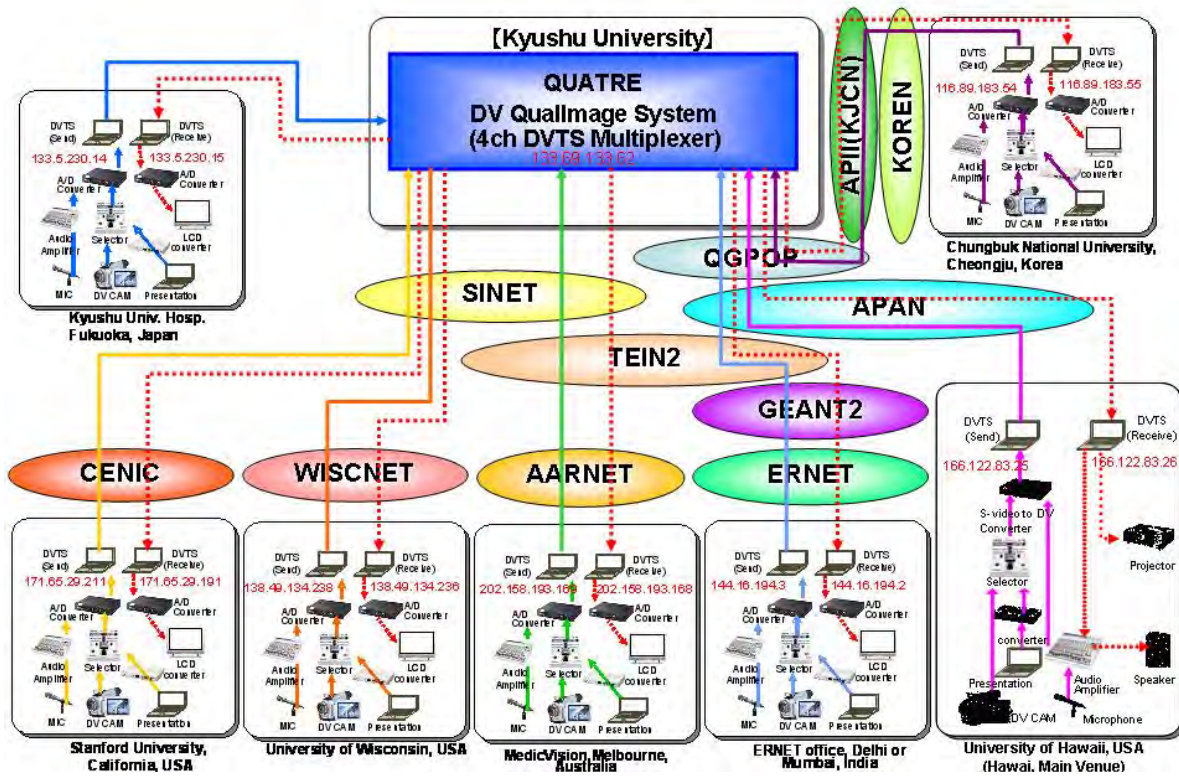 【Kyushu University】
QUATRE
DV QualImage System
(4ch DVTS Multiplexer)
133.69.133.62
DVTS
(Send)
DVTS
(Receive)
133.5.230.14
133.5.230.15
A/D
Converter
A/D
Converter
Audio
Amplifier
Selector
LCD
converter
MIC
DV CAM
Presentation
Kyushu Univ. Hosp.
Fukuoka, Japan
APII(KJCN)
KOREN
DVTS
(Send)
DVTS
(Receive)
116.89.183.54
116.89.183.55
A/D
Converter
A/D
Converter
Audio
Amplifier
Selector
LCD
converter
MIC
DV CAM
Presentation
Chungbuk National University,
Cheongju, Korea
QGPOP
SINET
APAN
TEIN2
GEANT2
CENIC
WISCNET
AARNET
ERNET
DVTS
(Send)
DVTS
(Receive)
171.65.29.211
171.65.29.191
A/D
Converter
A/D
Converter
Audio
Amplifier
Selector
LCD
converter
MIC
DV CAM
Presentation
Stanford University,
California, USA
DVTS
(Send)
DVTS
(Receive)
138.49.134.238
138.49.134.236
A/D
Converter
A/D
Converter
Audio
Amplifier
Selector
LCD
converter
MIC
DV CAM
Presentation
University of Wisconsin, USA
DVTS
(Send)
DVTS
(Receive)
202.158.193.169
202.158.193.168
A/D
Converter
A/D
Converter
Audio
Amplifier
Selector
LCD
converter
MIC
DV CAM
Presentation
MedicVision, Melbourne,
Australia
DVTS
(Send)
DVTS
(Receive)
144.16.194.3
144.16.194.2
A/D
Converter
A/D
Converter
Audio
Amplifier
Selector
LCD
converter
MIC
DV CAM
Presentation
ERNET office, Delhi or
Mumbai, India
DVTS
(Send)
DVTS
(Receive)
166.122.83.25
166.122.83.26
S-video to DV
Converter
Projector
Selector
converter
Presentation
Audio
Amplifier
Speaker
DV CAM
Microphone
University of Hawaii, USA
(Hawai, Main Venue)